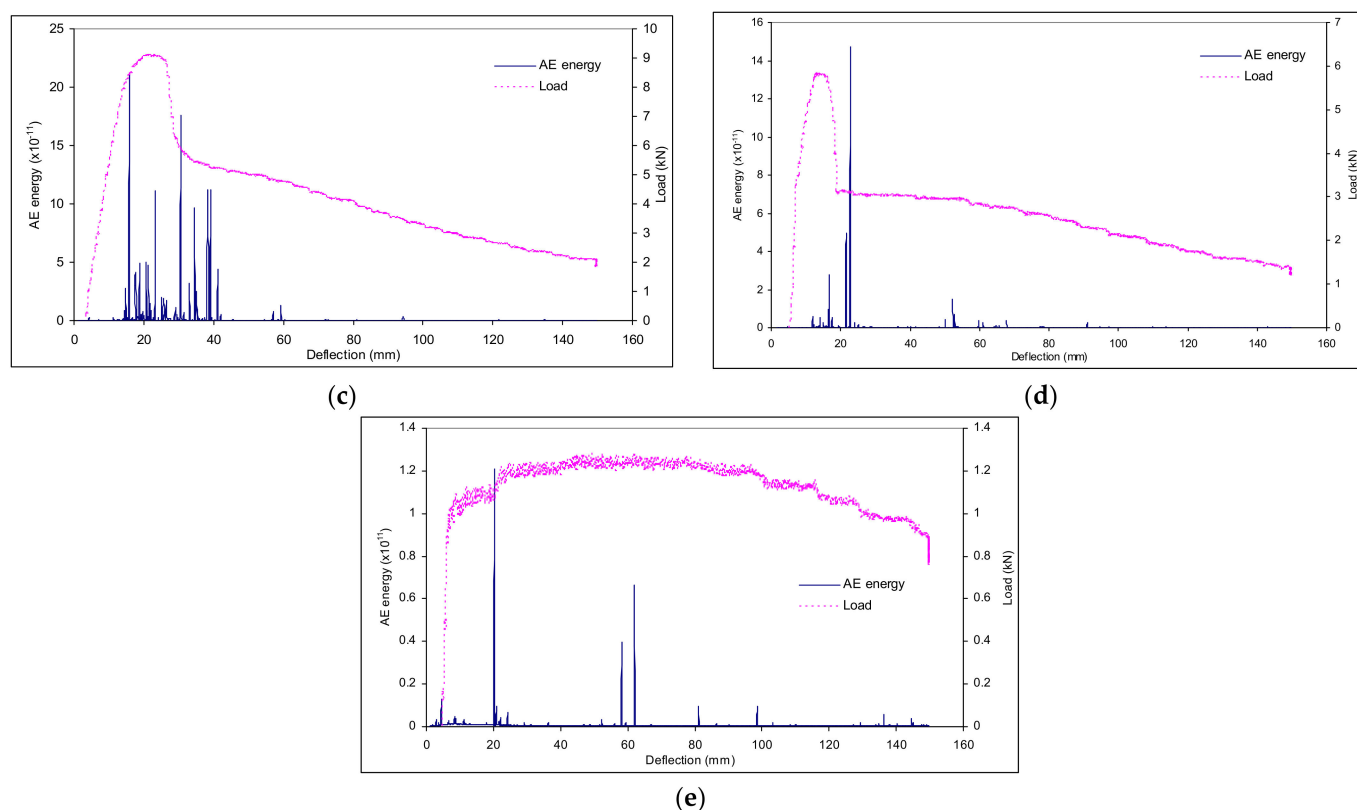 25
20
15
10
5
0
AE energy (x10⁻¹¹)
10
9
8
7
6
5
4
3
2
1
0
Load (kN)
AE energy
Load
0 20 40 60 80 100 120 140 160
Deflection (mm)
(c)
16
14
12
10
8
6
4
2
0
AE energy (x10⁻¹¹)
7
6
5
4
3
2
1
0
Load (kN)
AE energy
Load
0 20 40 60 80 100 120 140 160
Deflection (mm)
(d)
1.4
1.2
1
0.8
0.6
0.4
0.2
0
AE energy (x10¹¹)
1.4
1.2
1
0.8
0.6
0.4
0.2
0
Load (kN)
AE energy
Load
0 20 40 60 80 100 120 140 160
Deflection (mm)
(e)